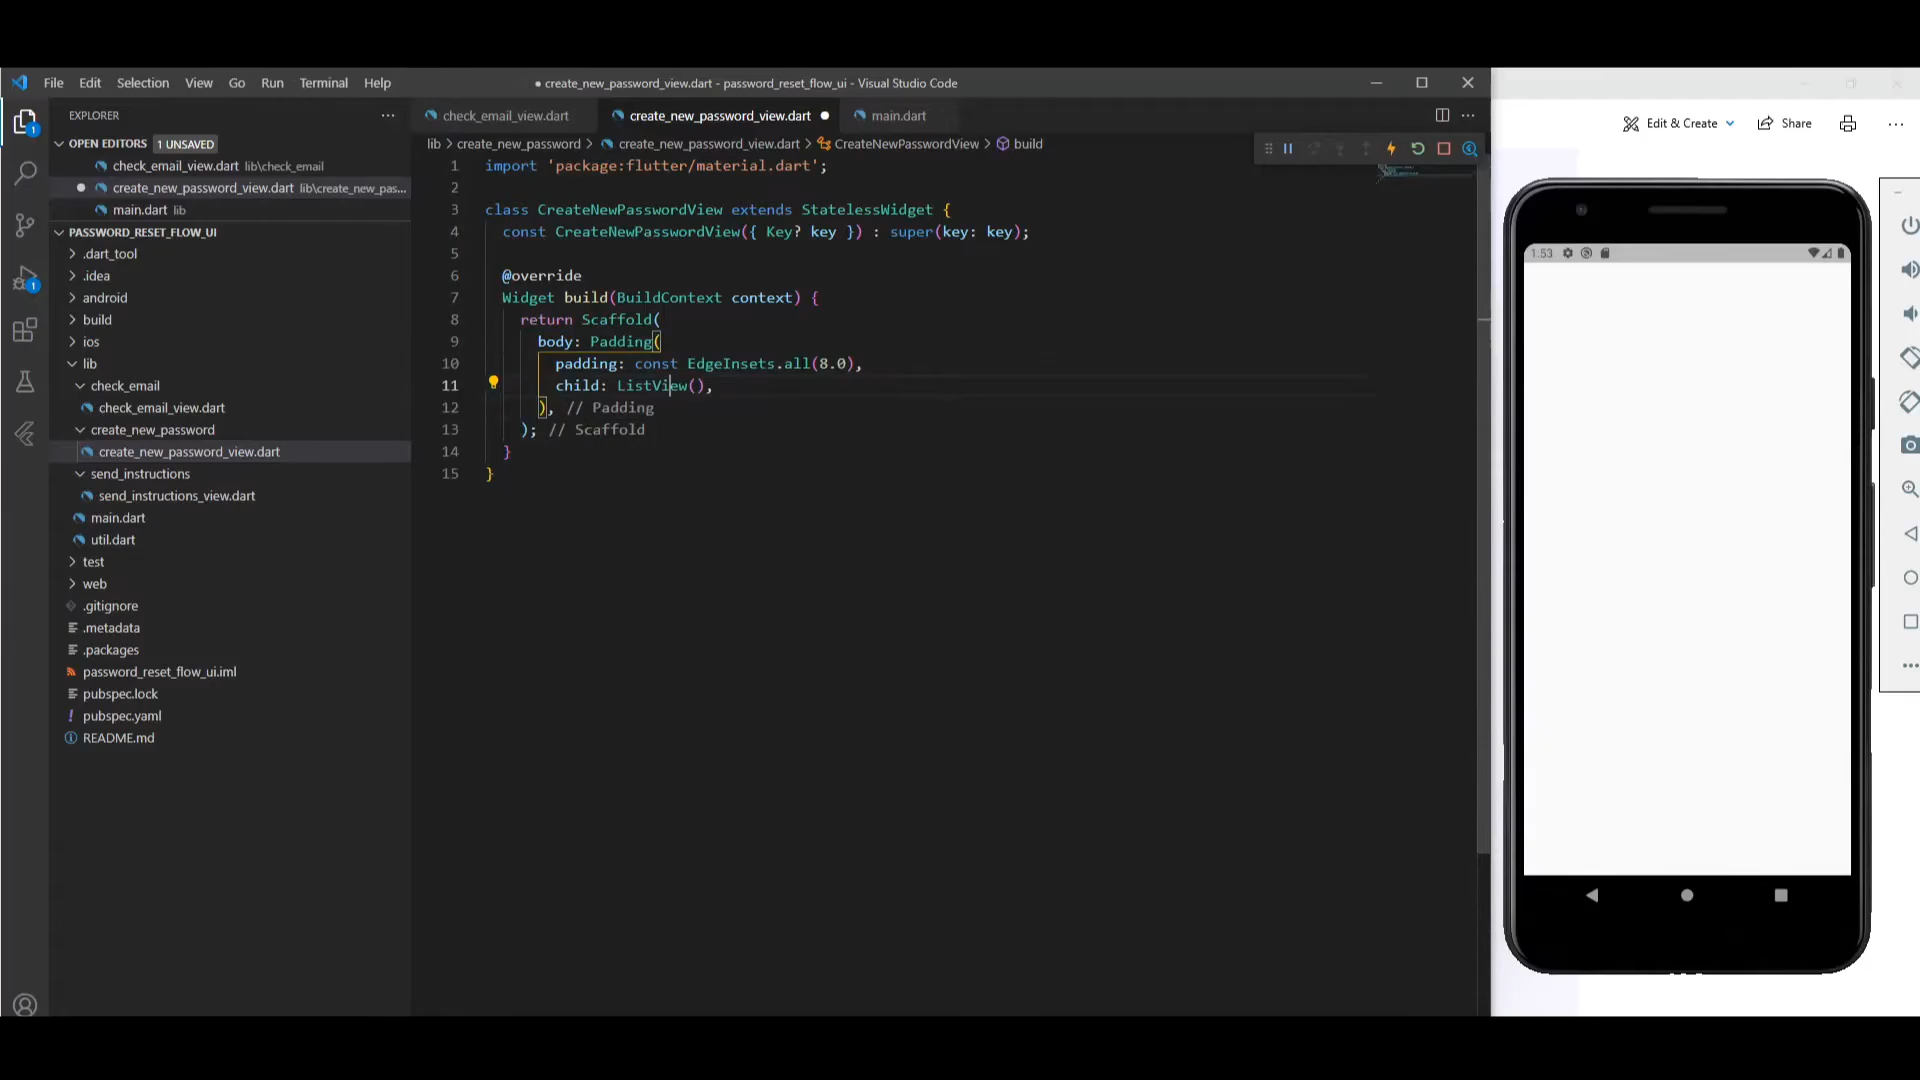 File Edit Selection View Go Run Terminal Help
● create_new_password_view.dart - password_reset_flow_ui - Visual Studio Code
EXPLORER
OPEN EDITORS 1 UNSAVED
check_email_view.dart lib\check_email
create_new_password_view.dart lib\create_new_pas...
main.dart lib
PASSWORD_RESET_FLOW_UI
.dart_tool
.idea
android
build
ios
lib
check_email
check_email_view.dart
create_new_password
create_new_password_view.dart
send_instructions
send_instructions_view.dart
main.dart
util.dart
test
web
.gitignore
.metadata
.packages
password_reset_flow_ui.iml
pubspec.lock
pubspec.yaml
README.md
1
1
check_email_view.dart create_new_password_view.dart main.dart
lib > create_new_password > create_new_password_view.dart > CreateNewPasswordView > build
1 import 'package:flutter/material.dart';
2
3 class CreateNewPasswordView extends StatelessWidget {
4 const CreateNewPasswordView({ Key? key }) : super(key: key);
5
6 @override
7 Widget build(BuildContext context) {
8 return Scaffold(
9 body: Padding(
10 padding: const EdgeInsets.all(8.0),
11 child: ListView(),
12 ), // Padding
13 ); // Scaffold
14 }
15 }
Edit & Create Share
1:53